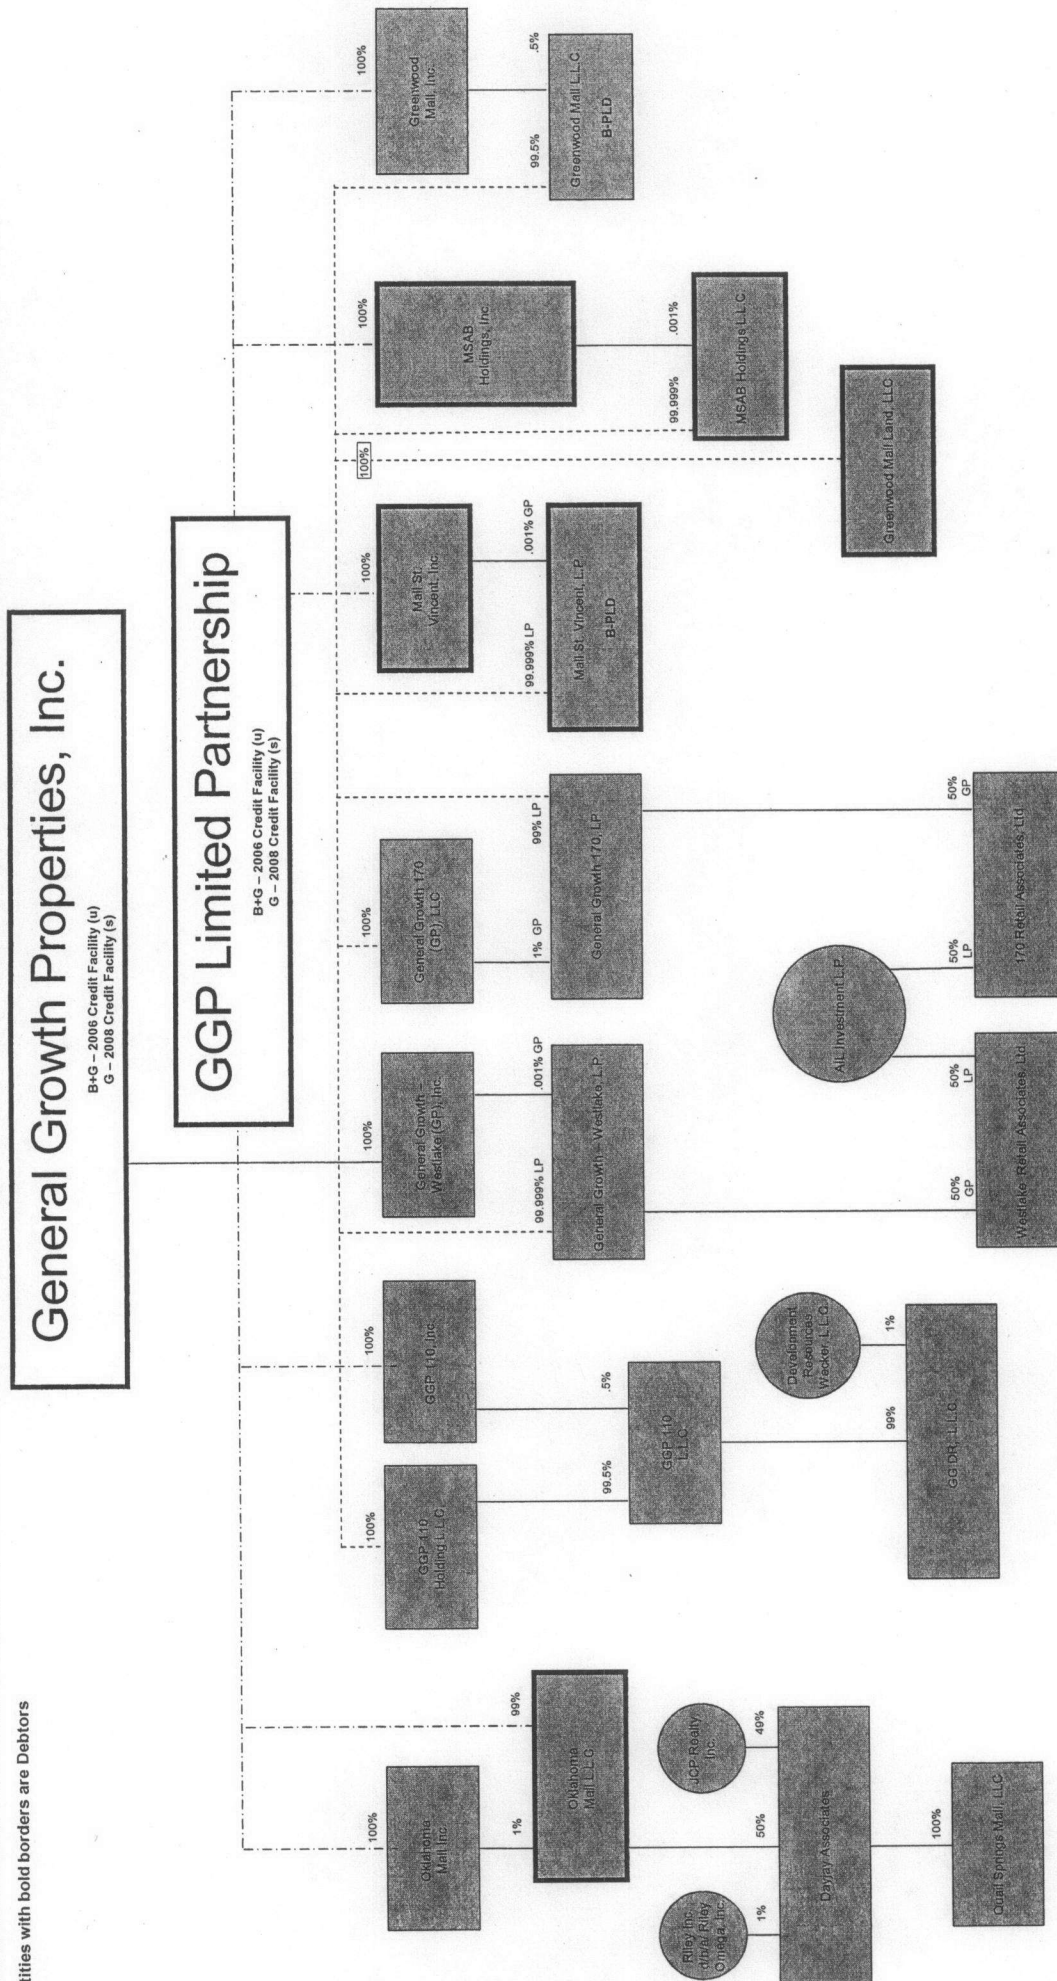 tities with bold borders are Debtors
General Growth Properties, Inc.
B+G – 2006 Credit Facility (u)
G – 2008 Credit Facility (s)
GGP Limited Partnership
B+G – 2006 Credit Facility (u)
G – 2008 Credit Facility (s)
100%
Oklahoma
Mall Inc.
1%
99%
Oklahoma
Mall L.L.C.
Riley Inc.
d/b/a/ Riley
Omega, Inc.
1%
50%
JCP Realty
Inc.
49%
Dayjay Associates
100%
Quail Springs Mall, LLC
100%
GGP 110
Holding L.L.C.
100%
GGP 110, Inc.
99.5%
.5%
GGP 110
L.L.C.
Development
Resources
Wacker, L.L.C.
99%
1%
GG DR, L.L.C.
100%
General Growth –
Westlake (GP), Inc.
99.999% LP
.001% GP
General Growth – Westlake, L.P.
50%
GP
50%
LP
Westlake Retail Associates, Ltd.
AIL Investment L.P.
100%
General Growth 170
(GP), LLC
1% GP
99% LP
General Growth 170, LP
50%
LP
50%
GP
170 Retail Associates, Ltd.
100%
Mall St.
Vincent, Inc.
99.999% LP
.001% GP
Mall St. Vincent, L.P.
B-PLD
100%
Greenwood Mall Land, LLC
100%
MSAB
Holdings, Inc.
99.999%
.001%
MSAB Holdings L.L.C.
100%
Greenwood
Mall, Inc.
99.5%
.5%
Greenwood Mall L.L.C.
B-PLD